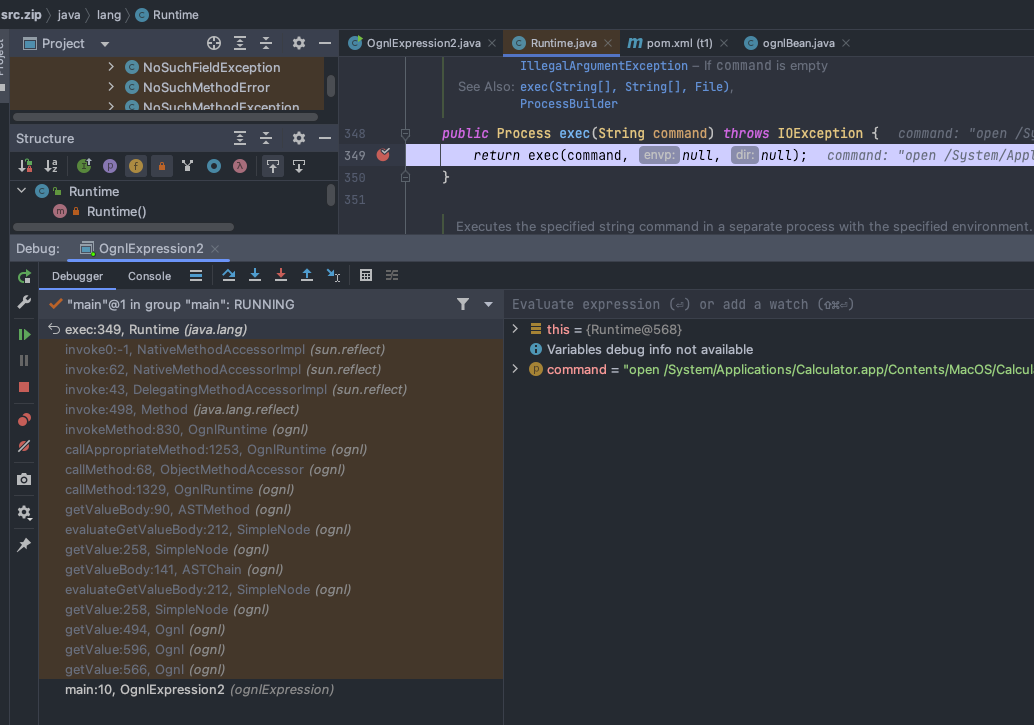 src.zip java lang Runtime
Project
OgnlExpression2.java
Runtime.java
pom.xml (t1)
ognlBean.java
NoSuchFieldException
NoSuchMethodError
NoSuchMethodException
Structure
Runtime
Runtime()
IllegalArgumentException – If command is empty
See Also: exec(String[], String[], File),
ProcessBuilder
348 public Process exec(String command) throws IOException { command: "open /Sy
349 return exec(command, envp: null, dir: null); command: "open /System/Appl
350 }
351
Executes the specified string command in a separate process with the specified environment.
Debug: OgnlExpression2
Debugger Console
"main"@1 in group "main": RUNNING
Evaluate expression (⏎) or add a watch (⇧⌘⏎)
exec:349, Runtime (java.lang)
invoke0:-1, NativeMethodAccessorImpl (sun.reflect)
invoke:62, NativeMethodAccessorImpl (sun.reflect)
invoke:43, DelegatingMethodAccessorImpl (sun.reflect)
invoke:498, Method (java.lang.reflect)
invokeMethod:830, OgnlRuntime (ognl)
callAppropriateMethod:1253, OgnlRuntime (ognl)
callMethod:68, ObjectMethodAccessor (ognl)
callMethod:1329, OgnlRuntime (ognl)
getValueBody:90, ASTMethod (ognl)
evaluateGetValueBody:212, SimpleNode (ognl)
getValue:258, SimpleNode (ognl)
getValueBody:141, ASTChain (ognl)
evaluateGetValueBody:212, SimpleNode (ognl)
getValue:258, SimpleNode (ognl)
getValue:494, Ognl (ognl)
getValue:596, Ognl (ognl)
getValue:566, Ognl (ognl)
main:10, OgnlExpression2 (ognlExpression)
this = {Runtime@568}
Variables debug info not available
command = "open /System/Applications/Calculator.app/Contents/MacOS/Calcula